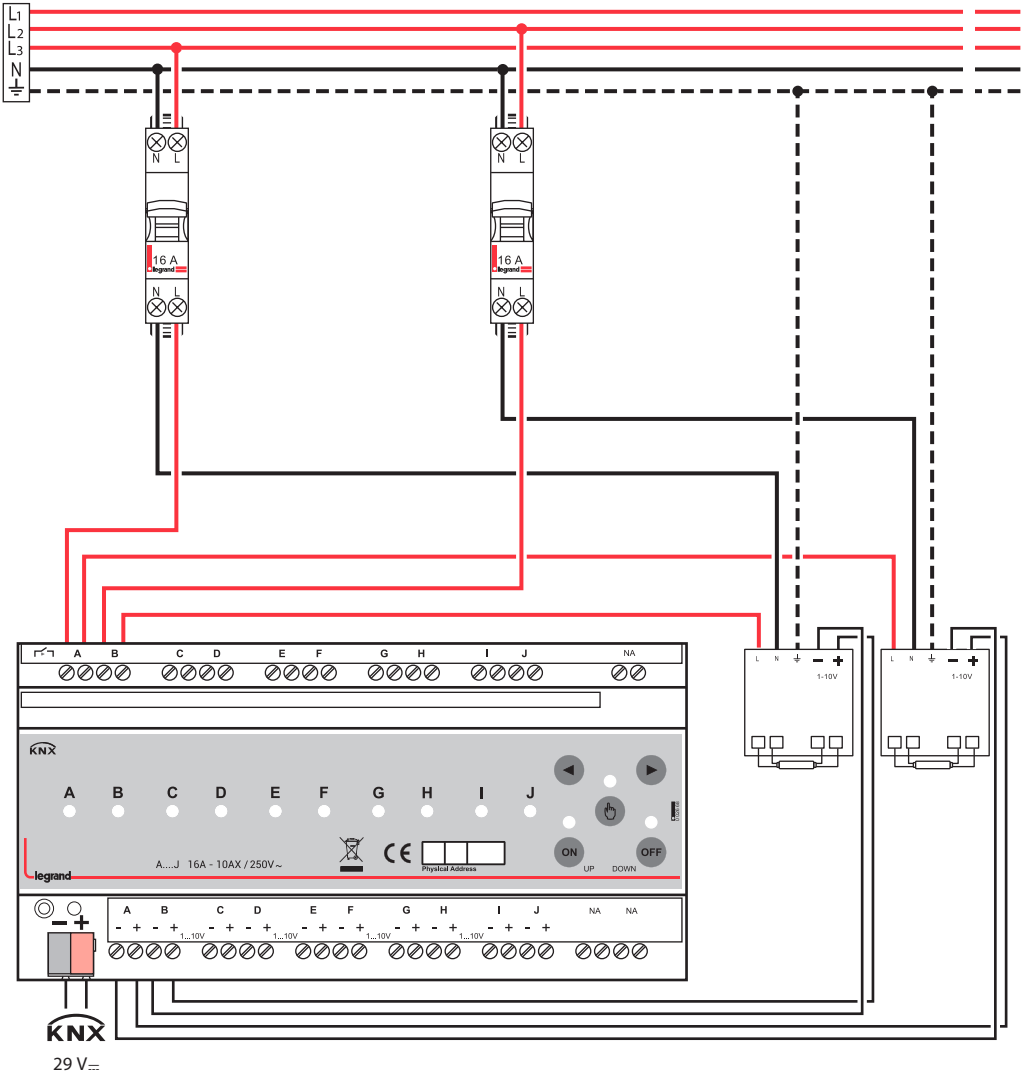 L1
L2
L3
N
N L
N L
16 A
legrand
16 A
legrand
N L
N L
A B C D E F G H I J NA
L N − +
1-10V
L N − +
1-10V
KNX
A B C D E F G H I J
A....J 16A - 10AX / 250V~
CE
Physical Address
ON
UP
DOWN
OFF
legrand
A B C D E F G H I J NA NA
− +
- + - + 1...10V - + - + 1...10V - + - + 1...10V - + - + 1...10V - + - +
KNX
29 V